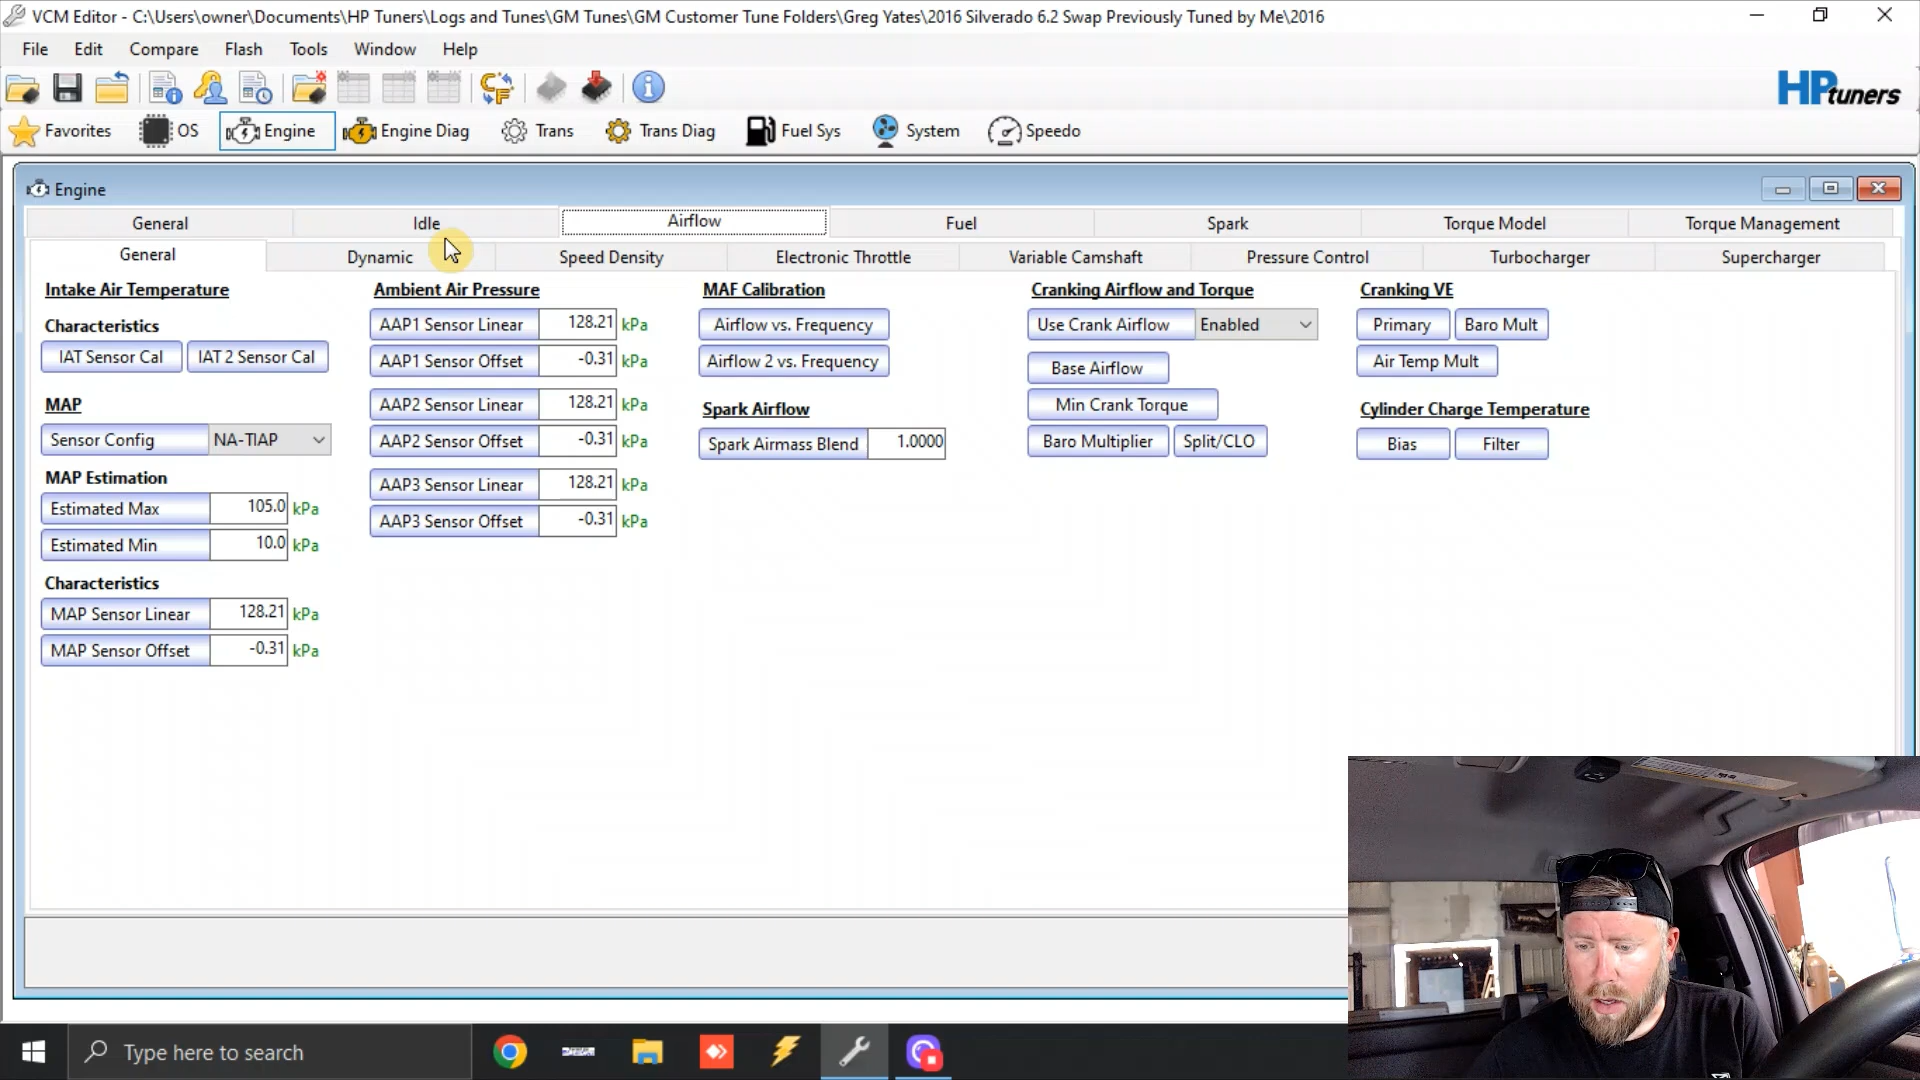 VCM Editor - C:\Users\owner\Documents\HP Tuners\Logs and Tunes\GM Tunes\GM Customer Tune Folders\Greg Yates\2016 Silverado 6.2 Swap Previously Tuned by Me\2016
File Edit Compare Flash Tools Window Help
HPtuners
Favorites OS Engine Engine Diag Trans Trans Diag Fuel Sys System Speedo
Engine
General Idle Airflow Fuel Spark Torque Model Torque Management
General Dynamic Speed Density Electronic Throttle Variable Camshaft Pressure Control Turbocharger Supercharger
Intake Air Temperature
Characteristics
IAT Sensor Cal IAT 2 Sensor Cal
MAP
Sensor Config NA-TIAP
MAP Estimation
Estimated Max 105.0 kPa
Estimated Min 10.0 kPa
Characteristics
MAP Sensor Linear 128.21 kPa
MAP Sensor Offset -0.31 kPa
Ambient Air Pressure
AAP1 Sensor Linear 128.21 kPa
AAP1 Sensor Offset -0.31 kPa
AAP2 Sensor Linear 128.21 kPa
AAP2 Sensor Offset -0.31 kPa
AAP3 Sensor Linear 128.21 kPa
AAP3 Sensor Offset -0.31 kPa
MAF Calibration
Airflow vs. Frequency
Airflow 2 vs. Frequency
Spark Airflow
Spark Airmass Blend 1.0000
Cranking Airflow and Torque
Use Crank Airflow Enabled
Base Airflow
Min Crank Torque
Baro Multiplier Split/CLO
Cranking VE
Primary Baro Mult
Air Temp Mult
Cylinder Charge Temperature
Bias Filter
Type here to search